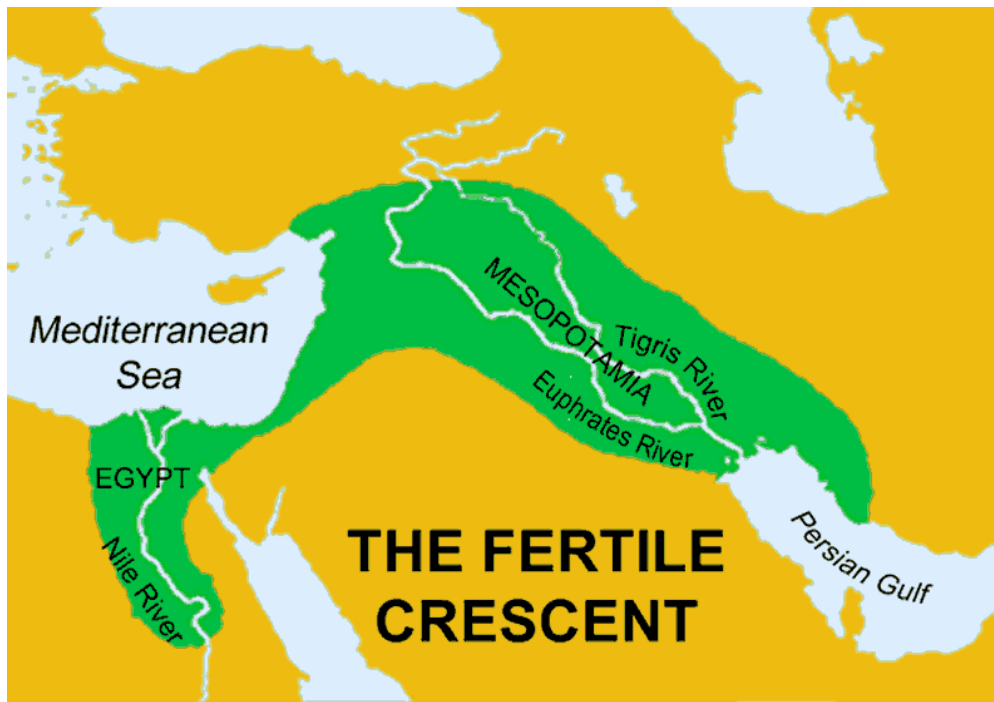 MESOPOTAMIA
Tigris River
Mediterranean
Sea
Euphrates River
EGYPT
Nile River
Persian Gulf
THE FERTILE
CRESCENT